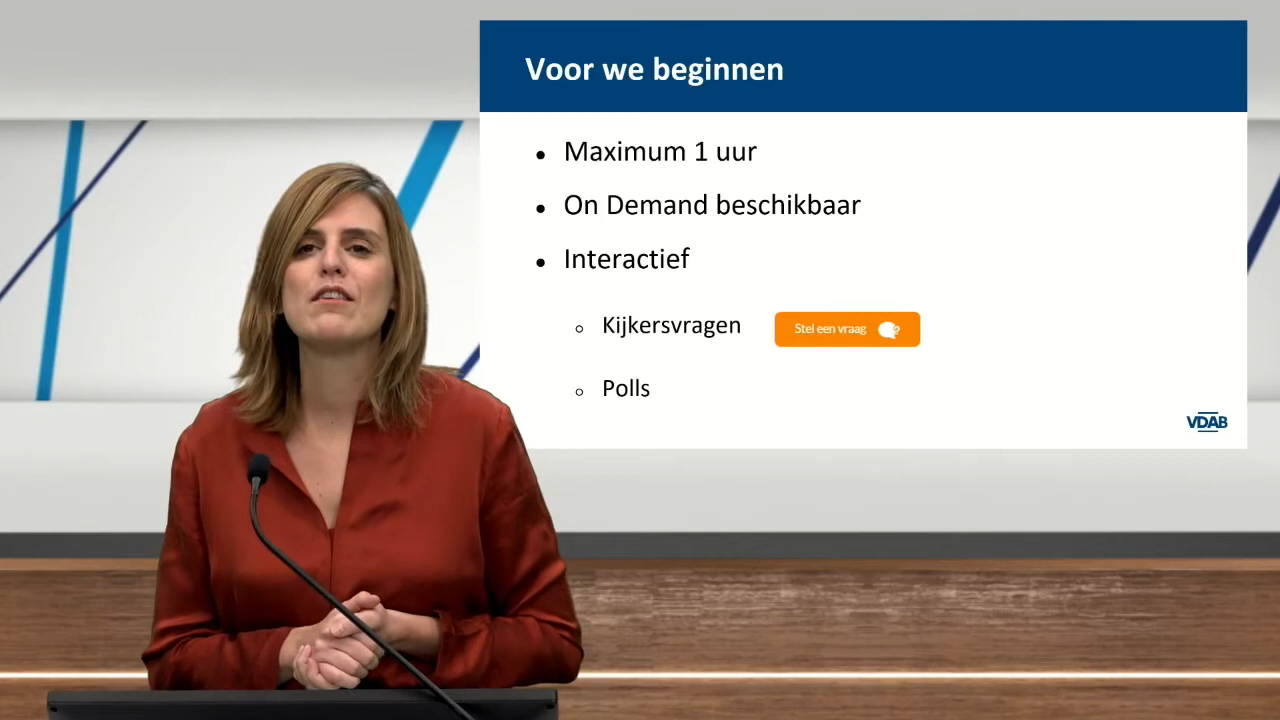 Voor we beginnen
Maximum 1 uur
On Demand beschikbaar
Interactief
Kijkersvragen
Stel een vraag
?
Polls
VDAB